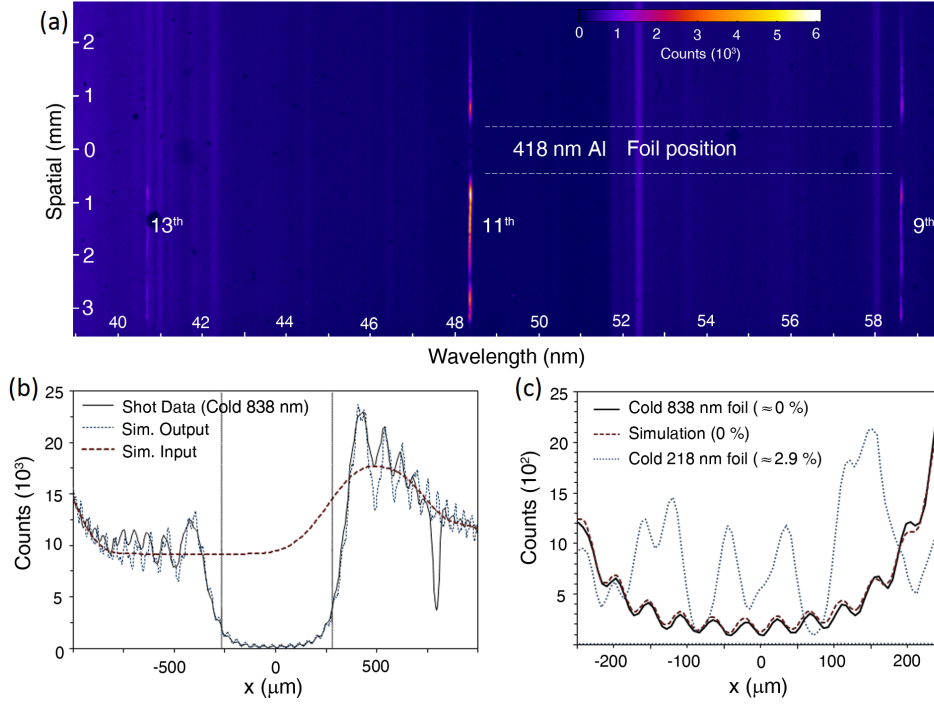 (a)
2
1
0
1
2
3
Spatial (mm)
0 1 2 3 4 5 6
Counts (10³)
418 nm Al Foil position
13th
11th
9th
40 42 44 46 48 50 52 54 56 58
Wavelength (nm)
(b)
25
20
15
10
5
0
Counts (10³)
Shot Data (Cold 838 nm)
Sim. Output
Sim. Input
-500 0 500
x (μm)
(c)
25
20
15
10
5
Counts (10²)
Cold 838 nm foil (≈0 %)
Simulation (0 %)
Cold 218 nm foil (≈2.9 %)
-200 -100 0 100 200
x (μm)